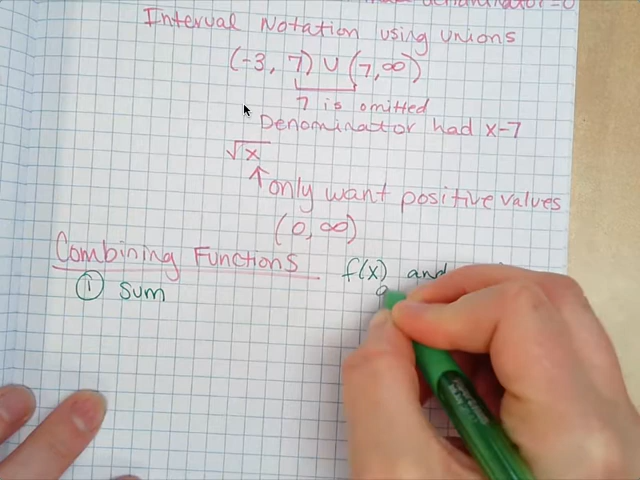 Interval Notation using unions
(-3, 7) ∪ (7, ∞)
7 is omitted
Denominator had x-7
√x
↑ only want positive values
(0, ∞)
Combining Functions
f(x) and
① Sum